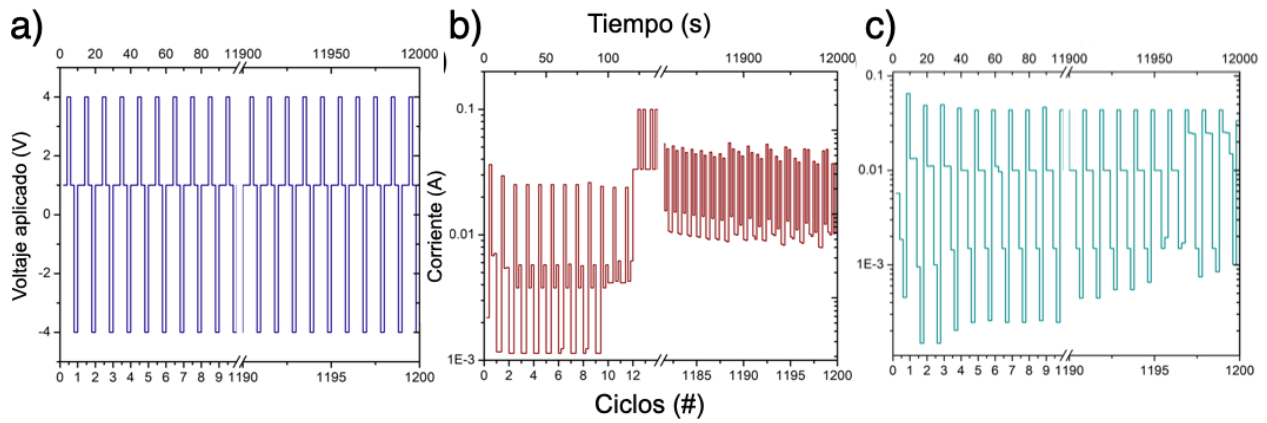 a)
0 20 40 60 80 11900 11950 12000
Voltaje aplicado (V)
4
2
0
-2
-4
0 1 2 3 4 5 6 7 8 9 1190 1195 1200
Tiempo (s)
b)
0 50 100 11900 12000
Corriente (A)
0.1
0.01
1E-3
0 2 4 6 8 10 12 1185 1190 1195 1200
Ciclos (#)
c)
0 20 40 60 80 11900 11950 12000
0.1
0.01
1E-3
0 1 2 3 4 5 6 7 8 9 1190 1195 1200